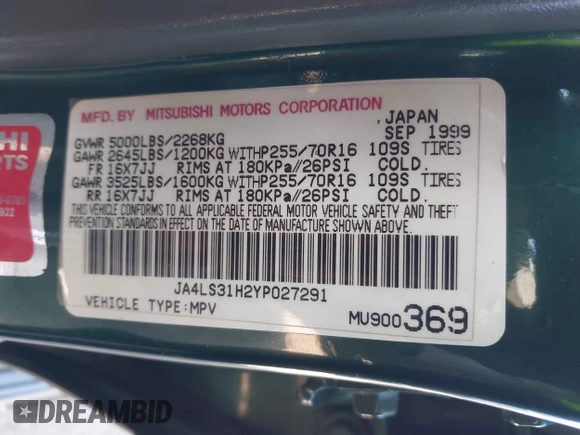 MFD. BY MITSUBISHI MOTORS CORPORATION
. JAPAN
GVWR 5000LBS/2268KG SEP 1999
GAWR 2645LBS/1200KG WITHP255/70R16 109S TIRES
FR 16X7JJ RIMS AT 180KPa//26PSI COLD.
GAWR 3525LBS/1600KG WITHP255/70R16 109S TIRES
RR 16X7JJ RIMS AT 180KPa//26PSI COLD.
THIS VEHICLE CONFORMS TO ALL APPLICABLE FEDERAL MOTOR VEHICLE SAFETY AND THEFT
PREVENTION STANDARDS IN EFFECT ON THE DATE OF MANUFACTURE SHOWN ABOVE.
JA4LS31H2YP027291
VEHICLE TYPE:MPV
MU900369
HI
RTS
922
DREAMBID